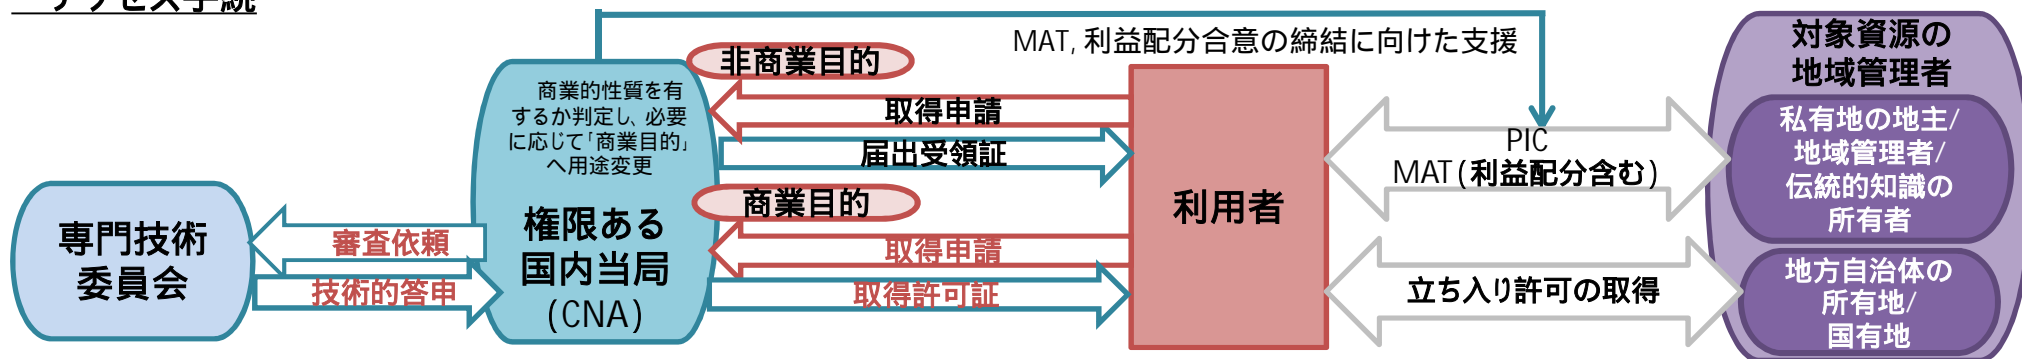 アクセス手続
MAT, 利益配分合意の締結に向けた支援
非商業目的
商業的性質を有
するか判定し、必要
に応じて「商業目的」
へ用途変更
権限ある
国内当局
(CNA)
取得申請
届出受領証
商業目的
取得申請
取得許可証
専門技術
委員会
審査依頼
技術的答申
利用者
PIC
MAT(利益配分含む)
立ち入り許可の取得
対象資源の
地域管理者
私有地の地主/
地域管理者/
伝統的知識の
所有者
地方自治体の
所有地/
国有地